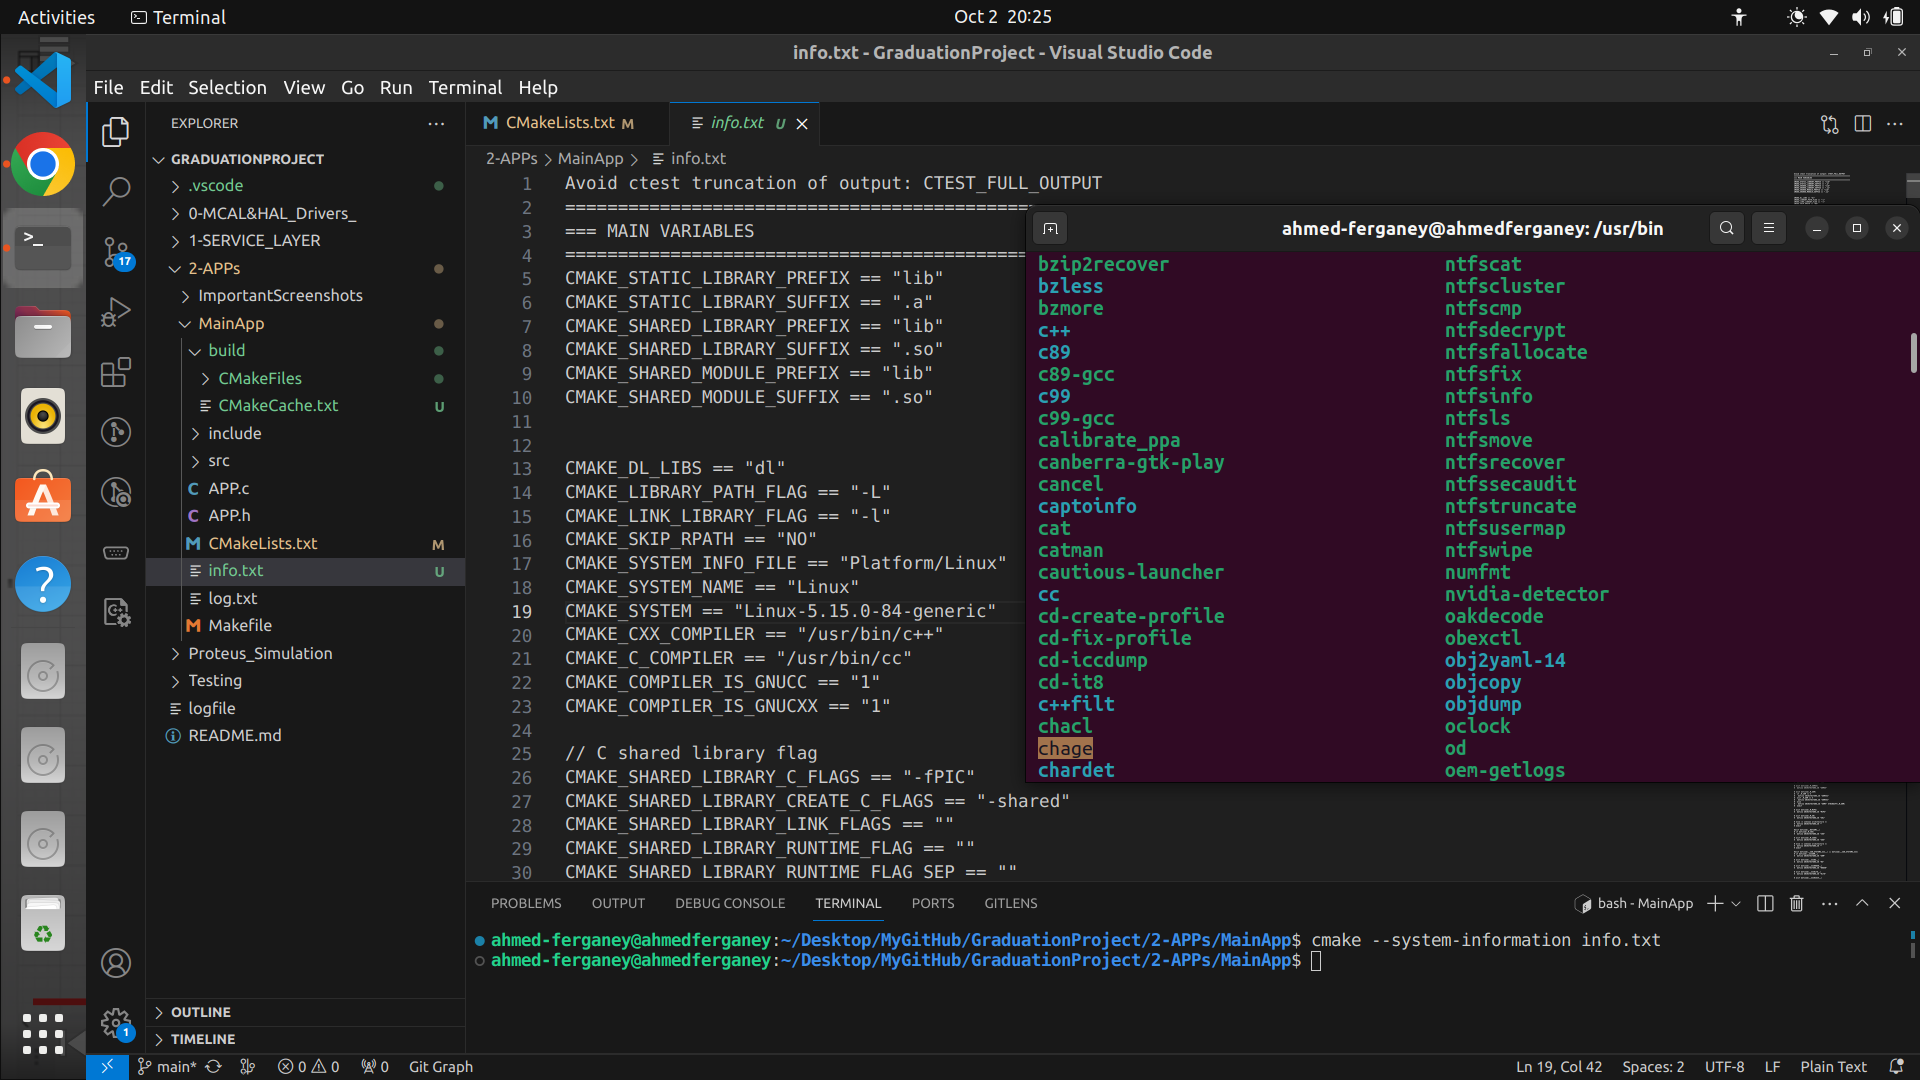 Activities
Terminal
Oct 2 20:25
info.txt - GraduationProject - Visual Studio Code
File Edit Selection View Go Run Terminal Help
EXPLORER
GRADUATIONPROJECT
.vscode
0-MCAL&HAL_Drivers_
1-SERVICE_LAYER
2-APPs
ImportantScreenshots
MainApp
build
CMakeFiles
CMakeCache.txt U
include
src
C APP.c
C APP.h
M CMakeLists.txt M
info.txt U
log.txt
M Makefile
Proteus_Simulation
Testing
logfile
README.md
OUTLINE
TIMELINE
17
1
M CMakeLists.txt M
info.txt U
2-APPs > MainApp > info.txt
1 Avoid ctest truncation of output: CTEST_FULL_OUTPUT
2 ============================================
3 === MAIN VARIABLES
4 ============================================
5 CMAKE_STATIC_LIBRARY_PREFIX == "lib"
6 CMAKE_STATIC_LIBRARY_SUFFIX == ".a"
7 CMAKE_SHARED_LIBRARY_PREFIX == "lib"
8 CMAKE_SHARED_LIBRARY_SUFFIX == ".so"
9 CMAKE_SHARED_MODULE_PREFIX == "lib"
10 CMAKE_SHARED_MODULE_SUFFIX == ".so"
11
12
13 CMAKE_DL_LIBS == "dl"
14 CMAKE_LIBRARY_PATH_FLAG == "-L"
15 CMAKE_LINK_LIBRARY_FLAG == "-l"
16 CMAKE_SKIP_RPATH == "NO"
17 CMAKE_SYSTEM_INFO_FILE == "Platform/Linux"
18 CMAKE_SYSTEM_NAME == "Linux"
19 CMAKE_SYSTEM == "Linux-5.15.0-84-generic"
20 CMAKE_CXX_COMPILER == "/usr/bin/c++"
21 CMAKE_C_COMPILER == "/usr/bin/cc"
22 CMAKE_COMPILER_IS_GNUCC == "1"
23 CMAKE_COMPILER_IS_GNUCXX == "1"
24
25 // C shared library flag
26 CMAKE_SHARED_LIBRARY_C_FLAGS == "-fPIC"
27 CMAKE_SHARED_LIBRARY_CREATE_C_FLAGS == "-shared"
28 CMAKE_SHARED_LIBRARY_LINK_FLAGS == ""
29 CMAKE_SHARED_LIBRARY_RUNTIME_FLAG == ""
30 CMAKE_SHARED_LIBRARY_RUNTIME_FLAG_SEP == ""
ahmed-ferganey@ahmedferganey: /usr/bin
bzip2recover ntfscat
bzless ntfscluster
bzmore ntfscmp
c++ ntfsdecrypt
c89 ntfsfallocate
c89-gcc ntfsfix
c99 ntfsinfo
c99-gcc ntfsls
calibrate_ppa ntfsmove
canberra-gtk-play ntfsrecover
cancel ntfssecaudit
captoinfo ntfstruncate
cat ntfsusermap
catman ntfswipe
cautious-launcher numfmt
cc nvidia-detector
cd-create-profile oakdecode
cd-fix-profile obexctl
cd-iccdump obj2yaml-14
cd-it8 objcopy
c++filt objdump
chacl oclock
chage od
chardet oem-getlogs
PROBLEMS OUTPUT DEBUG CONSOLE TERMINAL PORTS GITLENS
bash - MainApp
ahmed-ferganey@ahmedferganey:~/Desktop/MyGitHub/GraduationProject/2-APPs/MainApp$ cmake --system-information info.txt
ahmed-ferganey@ahmedferganey:~/Desktop/MyGitHub/GraduationProject/2-APPs/MainApp$
main* 0 0 0 Git Graph
Ln 19, Col 42 Spaces: 2 UTF-8 LF Plain Text